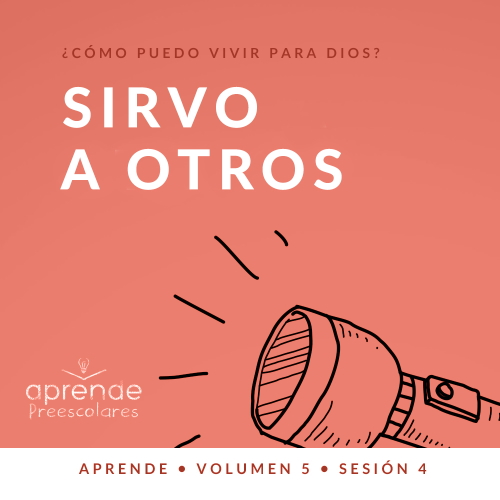 ¿CÓMO PUEDO VIVIR PARA DIOS?
SIRVO
A OTROS
aprende
Preescolares
APRENDE • VOLUMEN 5 • SESIÓN 4